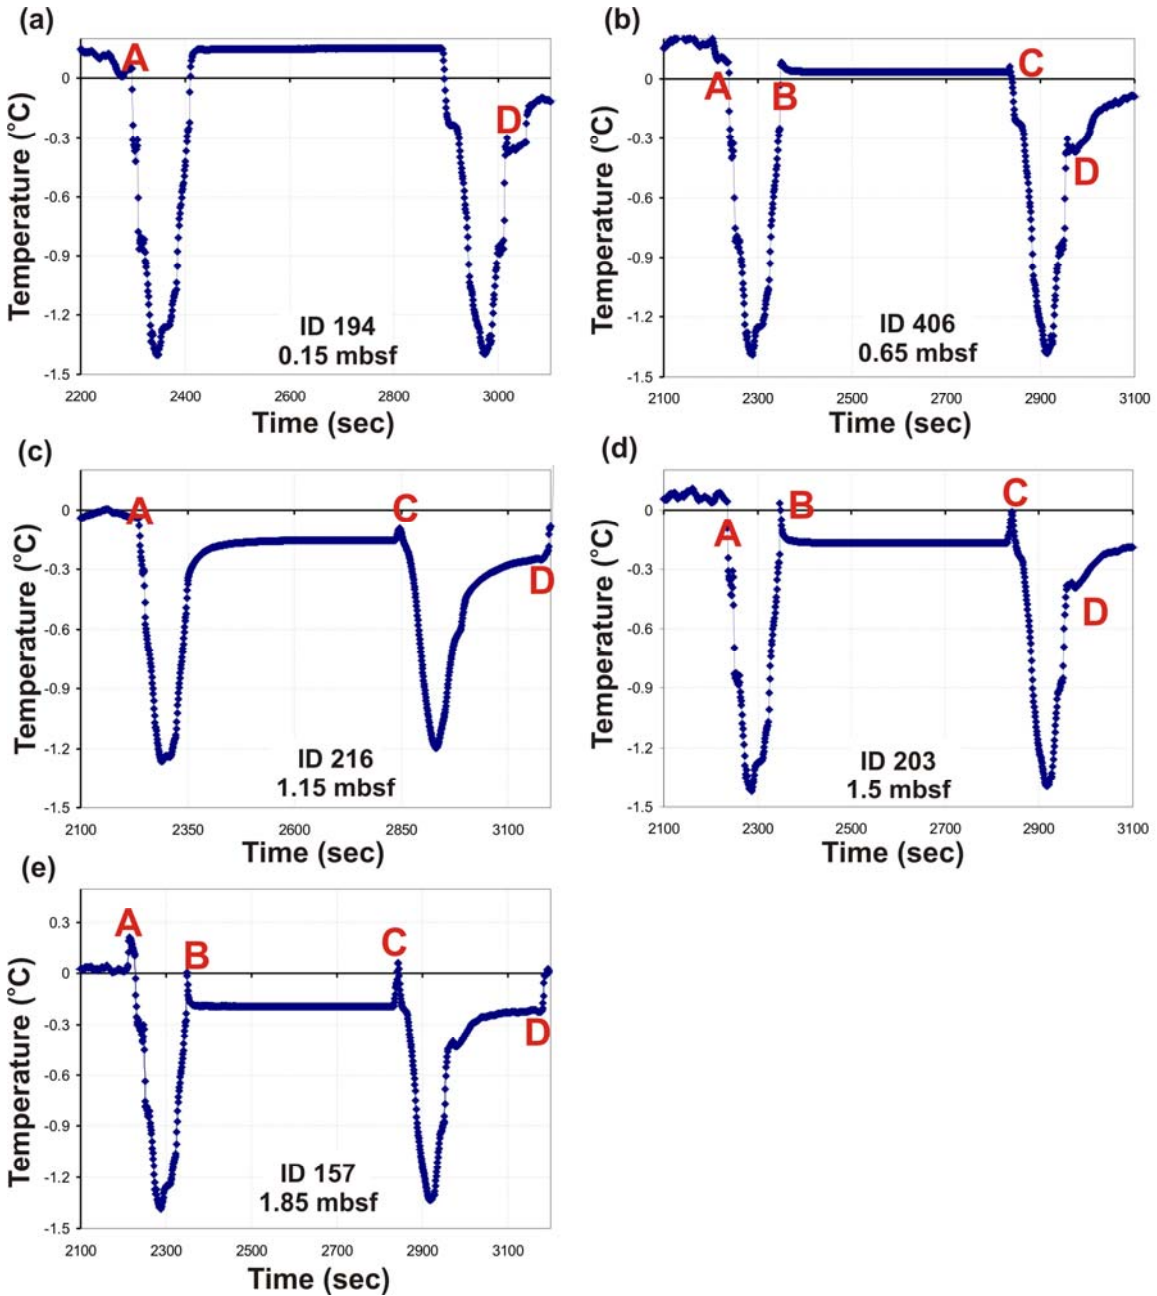 (a)
Temperature (°C)
0
-0.3
-0.6
-0.9
-1.2
-1.5
A
D
ID 194
0.15 mbsf
2200 2400 2600 2800 3000
Time (sec)
(b)
Temperature (°C)
0
-0.3
-0.6
-0.9
-1.2
-1.5
A
B
C
D
ID 406
0.65 mbsf
2100 2300 2500 2700 2900 3100
Time (sec)
(c)
Temperature (°C)
0
-0.3
-0.6
-0.9
-1.2
-1.5
A
C
D
ID 216
1.15 mbsf
2100 2350 2600 2850 3100
Time (sec)
(d)
Temperature (°C)
0
-0.3
-0.6
-0.9
-1.2
-1.5
A
B
C
D
ID 203
1.5 mbsf
2100 2300 2500 2700 2900 3100
Time (sec)
(e)
Temperature (°C)
0.3
0
-0.3
-0.6
-0.9
-1.2
-1.5
A
B
C
D
ID 157
1.85 mbsf
2100 2300 2500 2700 2900 3100
Time (sec)